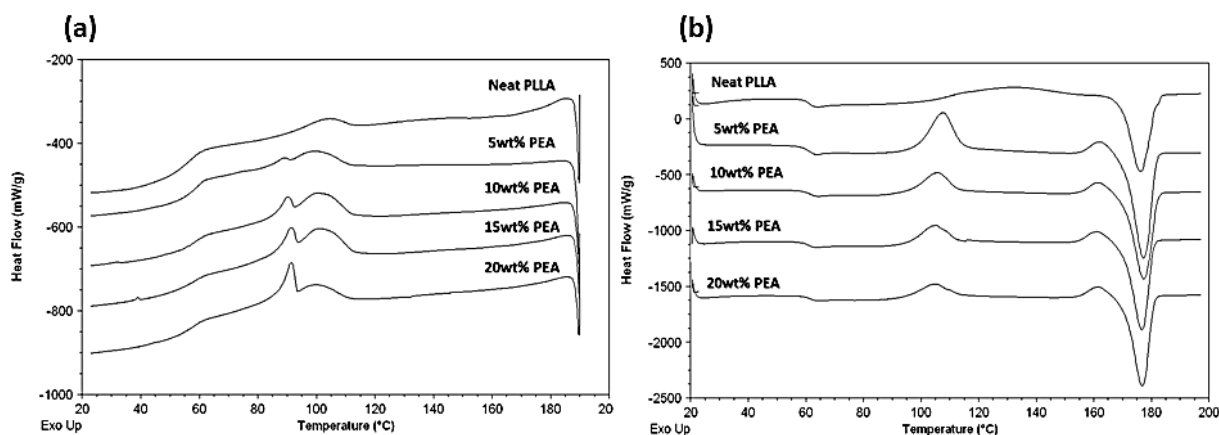 (a)
-200
-400
-600
-800
-1000
Heat Flow (mW/g)
Neat PLLA
5wt% PEA
10wt% PEA
15wt% PEA
20wt% PEA
20 40 60 80 100 120 140 160 180 20
Exo Up
Temperature (°C)
(b)
500
0
-500
-1000
-1500
-2000
-2500
Heat Flow (mW/g)
Neat PLLA
5wt% PEA
10wt% PEA
15wt% PEA
20wt% PEA
20 40 60 80 100 120 140 160 180 200
Exo Up
Temperature (°C)